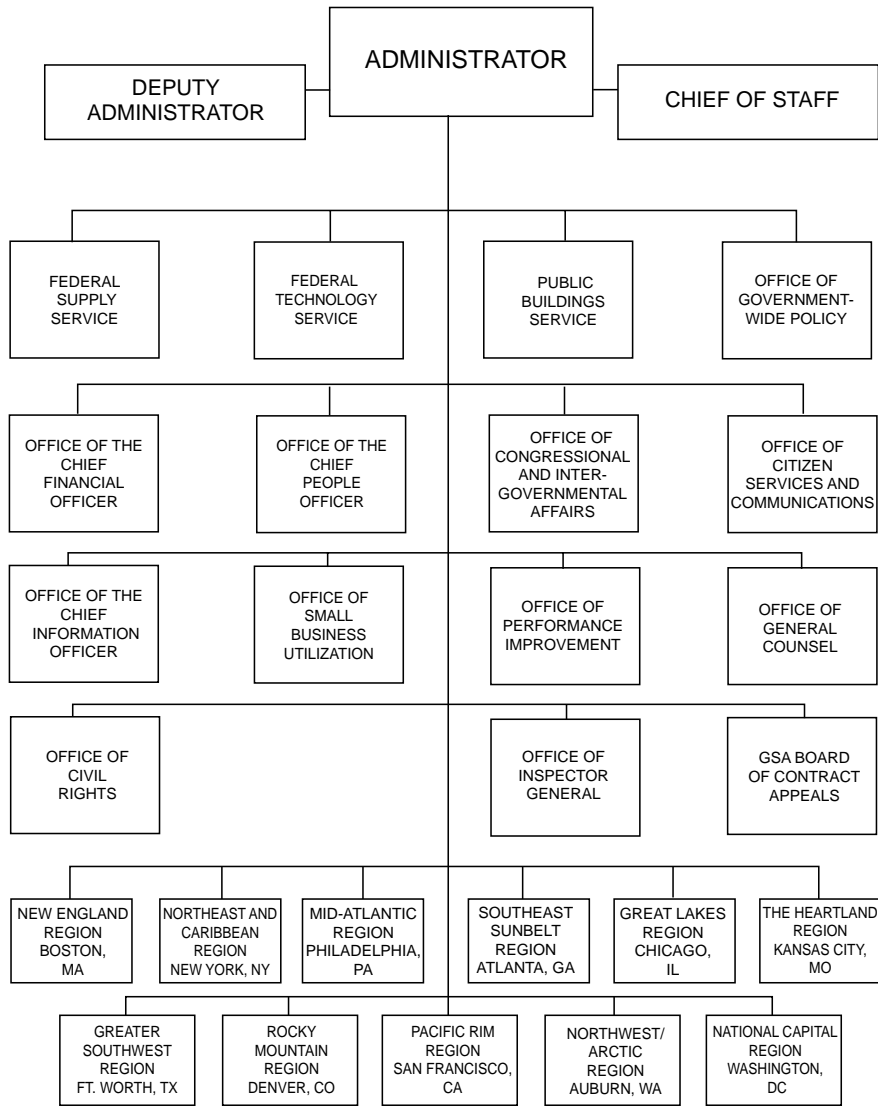 ADMINISTRATOR
DEPUTY
ADMINISTRATOR
CHIEF OF STAFF
FEDERAL
SUPPLY
SERVICE
FEDERAL
TECHNOLOGY
SERVICE
PUBLIC
BUILDINGS
SERVICE
OFFICE OF
GOVERNMENT-
WIDE POLICY
OFFICE OF THE
CHIEF
FINANCIAL
OFFICER
OFFICE OF THE
CHIEF
PEOPLE
OFFICER
OFFICE OF
CONGRESSIONAL
AND INTER-
GOVERNMENTAL
AFFAIRS
OFFICE OF
CITIZEN
SERVICES AND
COMMUNICATIONS
OFFICE OF THE
CHIEF
INFORMATION
OFFICER
OFFICE OF
SMALL
BUSINESS
UTILIZATION
OFFICE OF
PERFORMANCE
IMPROVEMENT
OFFICE OF
GENERAL
COUNSEL
OFFICE OF
CIVIL
RIGHTS
OFFICE OF
INSPECTOR
GENERAL
GSA BOARD
OF CONTRACT
APPEALS
NEW ENGLAND
REGION
BOSTON,
MA
NORTHEAST AND
CARIBBEAN
REGION
NEW YORK, NY
MID-ATLANTIC
REGION
PHILADELPHIA,
PA
SOUTHEAST
SUNBELT
REGION
ATLANTA, GA
GREAT LAKES
REGION
CHICAGO,
IL
THE HEARTLAND
REGION
KANSAS CITY,
MO
GREATER
SOUTHWEST
REGION
FT. WORTH, TX
ROCKY
MOUNTAIN
REGION
DENVER, CO
PACIFIC RIM
REGION
SAN FRANCISCO,
CA
NORTHWEST/
ARCTIC
REGION
AUBURN, WA
NATIONAL CAPITAL
REGION
WASHINGTON,
DC